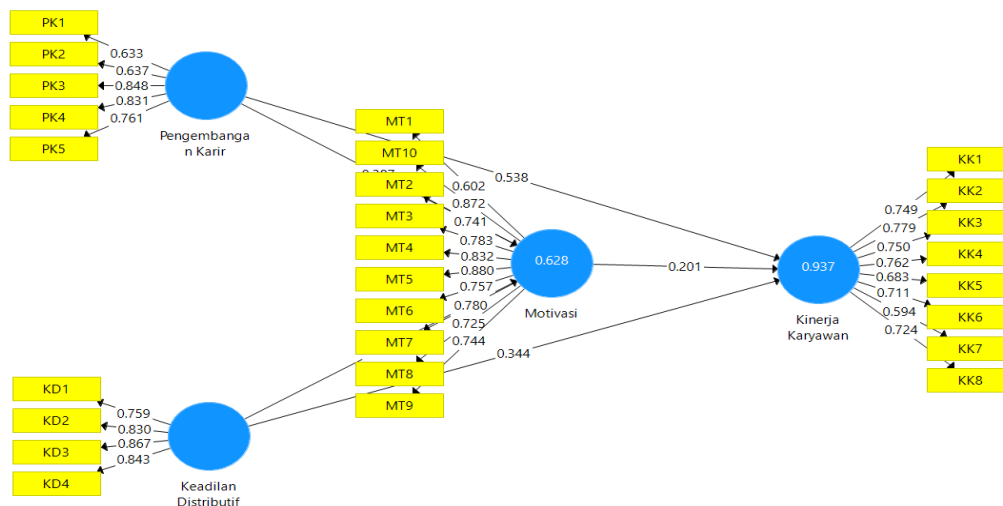 PK1
PK2
PK3
PK4
PK5
0.633
0.637
0.848
0.831
0.761
Pengembanga
n Karir
MT1
MT10
MT2
MT3
MT4
MT5
MT6
MT7
MT8
MT9
0.602
0.872
0.741
0.783
0.832
0.880
0.757
0.780
0.725
0.744
0.628
Motivasi
0.538
0.201
0.344
0.937
Kinerja
Karyawan
0.749
0.779
0.750
0.762
0.683
0.711
0.594
0.724
KK1
KK2
KK3
KK4
KK5
KK6
KK7
KK8
KD1
KD2
KD3
KD4
0.759
0.830
0.867
0.843
Keadilan
Distributif